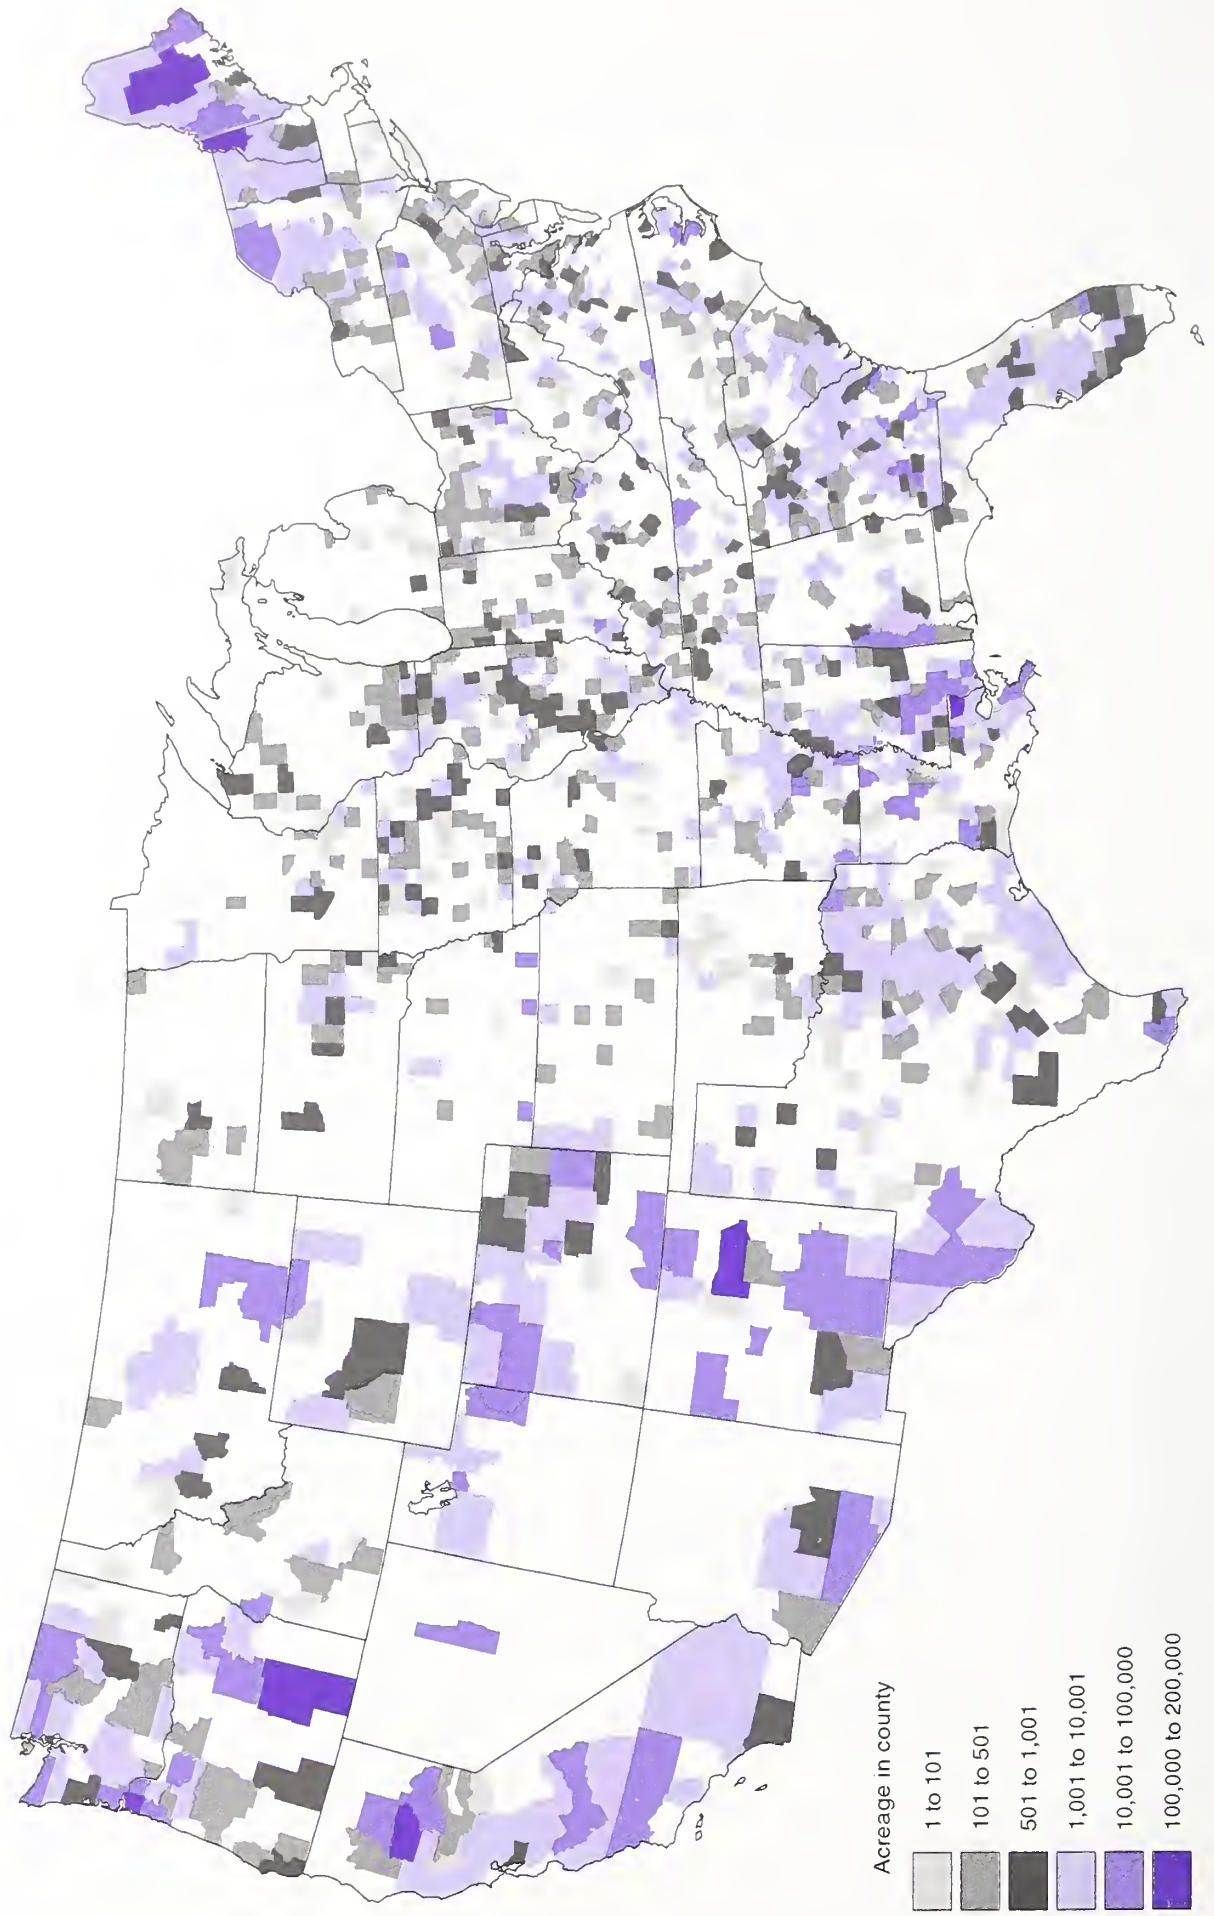 Acreage in county
1 to 101
101 to 501
501 to 1,001
1,001 to 10,001
10,001 to 100,000
100,000 to 200,000